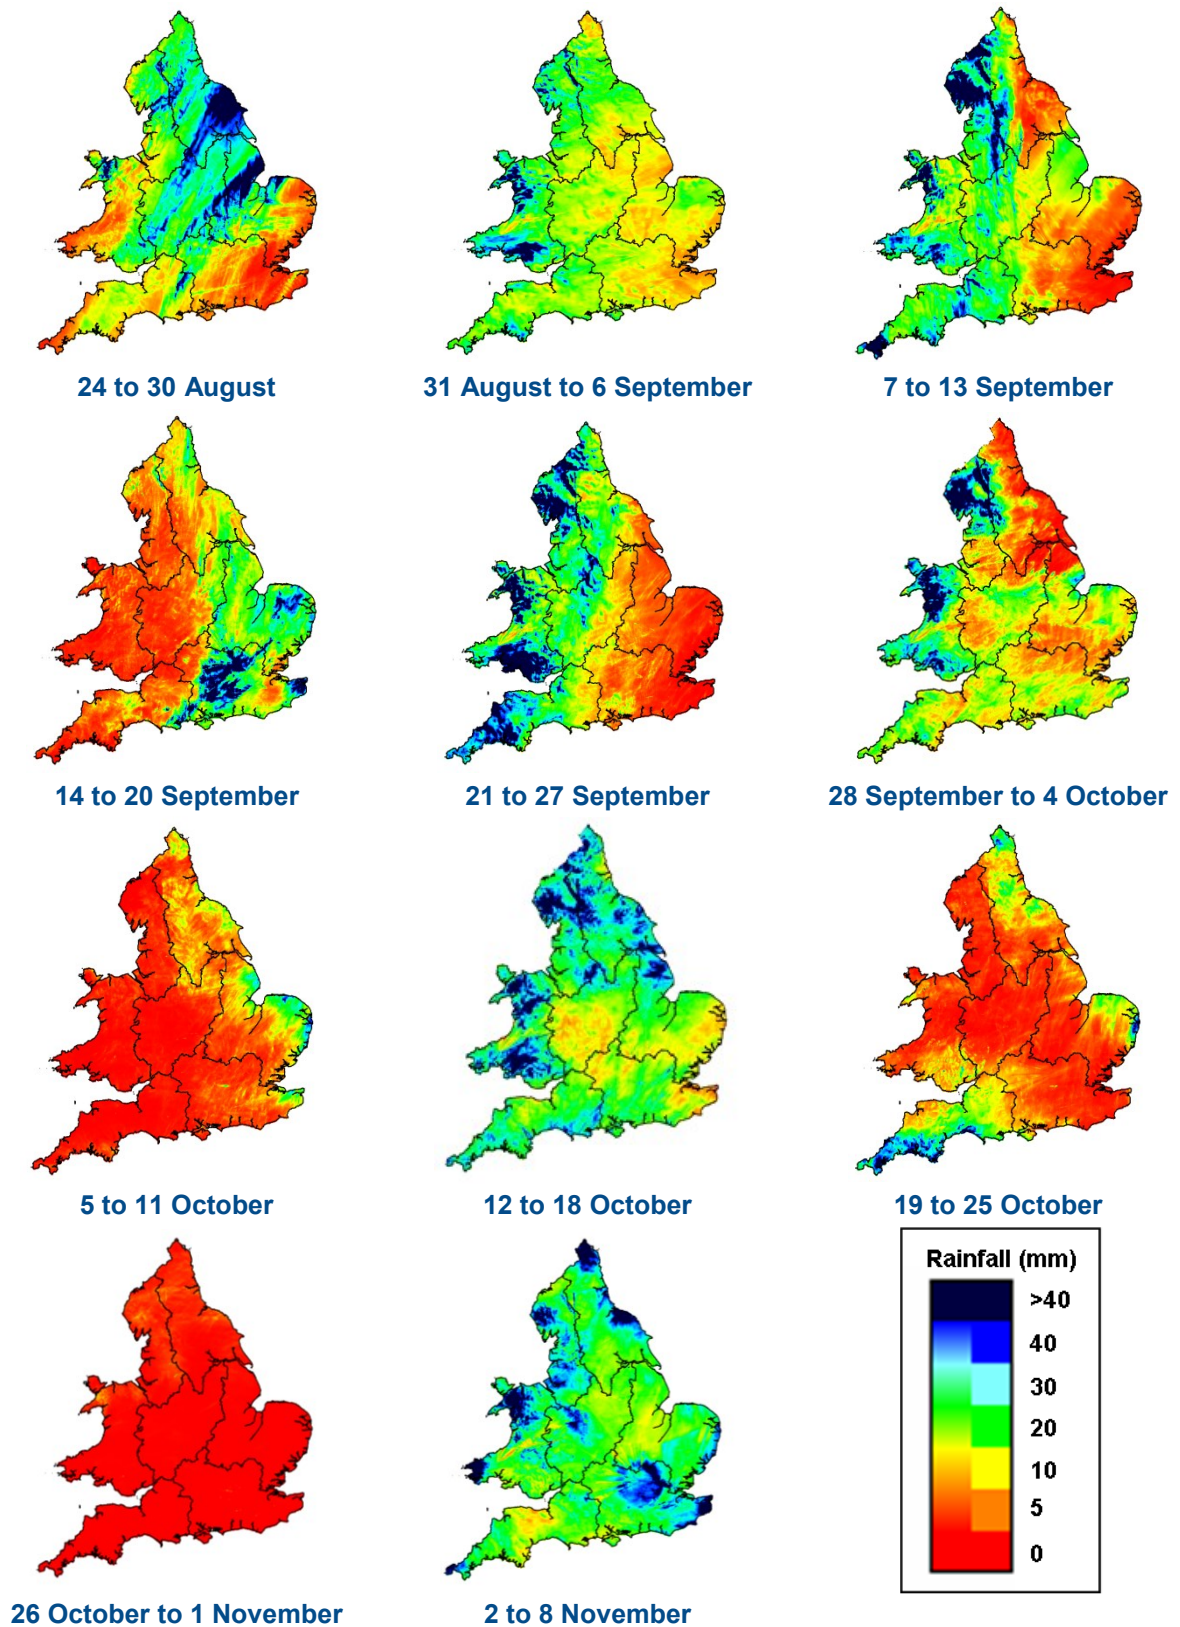 24 to 30 August
31 August to 6 September
7 to 13 September
14 to 20 September
21 to 27 September
28 September to 4 October
5 to 11 October
12 to 18 October
19 to 25 October
Rainfall (mm)
>40
40
30
20
10
5
0
26 October to 1 November
2 to 8 November